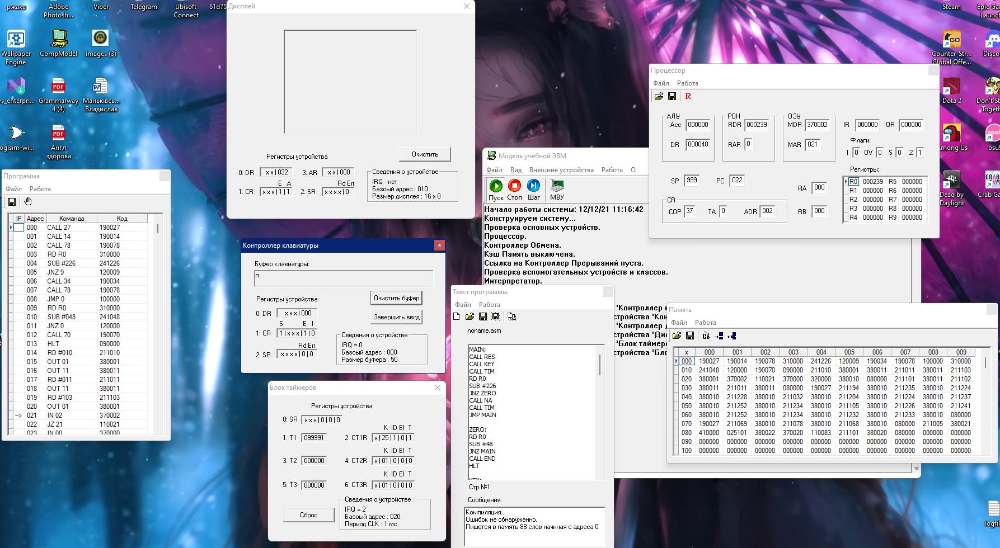 ржака
Adobe Photosh...
Viber
Telegram
Ubisoft Connect
61d75
Steam
Epic Ga
Launch
Wallpaper Engine
CompModel
images (3)
Counter-Str...
Global Offe...
Disco
Grammarway 4 (4)
Маньківсь...
Владислав
Dota 2
Don't St
Togeth
ogisim-wi...
Англ здорова
mong Us
osu!
Dead by Daylight
Crab Ga
logfil
Дисплей
Регистры устройства
Очистить
0: DR xx|032
3: AR xx|000
E A
Rd Err
1: CR xxx|1|1
2: SR xxxx|0
Сведения о устройстве
IRQ - нет
Базоый адрес : 010
Размер дисплея : 16 x 8
Программа
Файл Работа
IP Адрес Команда Код
000 CALL 27 190027
001 CALL 14 190014
002 CALL 78 190078
003 RD R0 310000
004 SUB #226 241226
005 JNZ 9 120009
006 CALL 34 190034
007 CALL 78 190078
008 JMP 0 100000
009 RD R0 310000
010 SUB #048 241048
011 JNZ 0 120000
012 CALL 70 190070
013 HLT 090000
014 RD #010 211010
015 OUT 01 380001
016 OUT 11 380011
017 RD #011 211011
018 OUT 11 380011
019 RD #103 211103
020 OUT 01 380001
--> 021 IN 02 370002
022 JZ 21 110021
023 IN 00 370000
Контроллер клавиатуры
Буфер клавиатуры:
п
Регистры устройства:
Очистить буфер
0: DR xxx|000
Завершить ввод
S E I
1: CR 1|xxx|1|0
Rd Err
2: SR xxxx|0|0
Сведения о устройстве
IRQ = 0
Базоый адрес : 000
Размер буфера : 50
Блок таймеров
Регистры устройства
0: SR xxx|0|0|0
K ID EI T
1: T1 099991 2: CT1R x|25|1|0|1
K ID EI T
3: T2 000000 4: CT2R x|01|0|0|0
K ID EI T
5: T3 000000 6: CT3R x|01|0|0|0
Сведения о устройстве
IRQ = 2
Базоый адрес : 020
Период CLK : 1 мс
Сброс
Модель учебной ЭВМ
Файл Вид Внешние устройства Работа О
Пуск Стоп Шаг МВУ
Начало работы системы: 12/12/21 11:16:42
Конструируем систему...
Проверка основных устройств.
Процессор.
Контроллер Обмена.
Кэш Память выключена.
Ссылка на Контроллер Прерываний пуста.
Проверка вспомогательных устройств и классов.
Интерпретатор.
'Контроллер к
стройства 'Кон
'Контроллер д
стройства 'Дис
'Блок таймеро
стройства 'Бло
Текст программы
Файл Работа
noname.asm
MAIN:
CALL RES
CALL KEY
CALL TIM
RD R0
SUB #226
JNZ ZERO
CALL NA
CALL TIM
JMP MAIN
ZERO:
RD R0
SUB #48
JNZ MAIN
CALL END
HLT
KEY:
Стр №1
Сообщения:
Компиляция...
Ошибок не обнаруженно.
Пишется в память 88 слов начиная с адреса 0
Процессор
Файл Работа
R
АЛУ РОН ОЗУ
Acc 000000 RDR 000239 MDR 370002 IR 000000 OR 000000
DR 000048 RAR 0 MAR 021
Флаги:
I 0 OV 0 S 0 Z 1
Регистры:
SP 999 PC 022
RA 000
CR
COP 37 TA 0 ADR 002
RB 000
R0 000239 R5 000000
R1 000000 R6 000000
R2 000000 R7 000000
R3 000000 R8 000000
R4 000000 R9 000000
Память
Файл Работа
Go
x 000 001 002 003 004 005 006 007 008 009
000 190027 190014 190078 310000 241226 120009 190034 190078 100000 310000
010 241048 120000 190070 090000 211010 380001 380011 211011 380011 211103
020 380001 370002 110021 370000 320000 380010 080000 211101 380011 211102
030 380011 211011 380011 080000 190027 211194 380010 211235 380010 211224
040 380010 211228 380010 211032 380010 211204 380010 211224 380010 211237
050 380010 211252 380010 211234 380010 211105 380010 211226 380010 211241
060 380010 211252 380010 211234 380010 211232 380010 211233 380010 080000
070 190027 211069 380010 211078 380010 211068 380010 080000 211005 380021
080 410000 025101 380022 370020 110083 211101 380020 080000 000000 000000
090 000000 000000 000000 000000 000000 000000 000000 000000 000000 000000
100 000000 000000 000000 000000 000000 000000 000000 000000 000000 000000